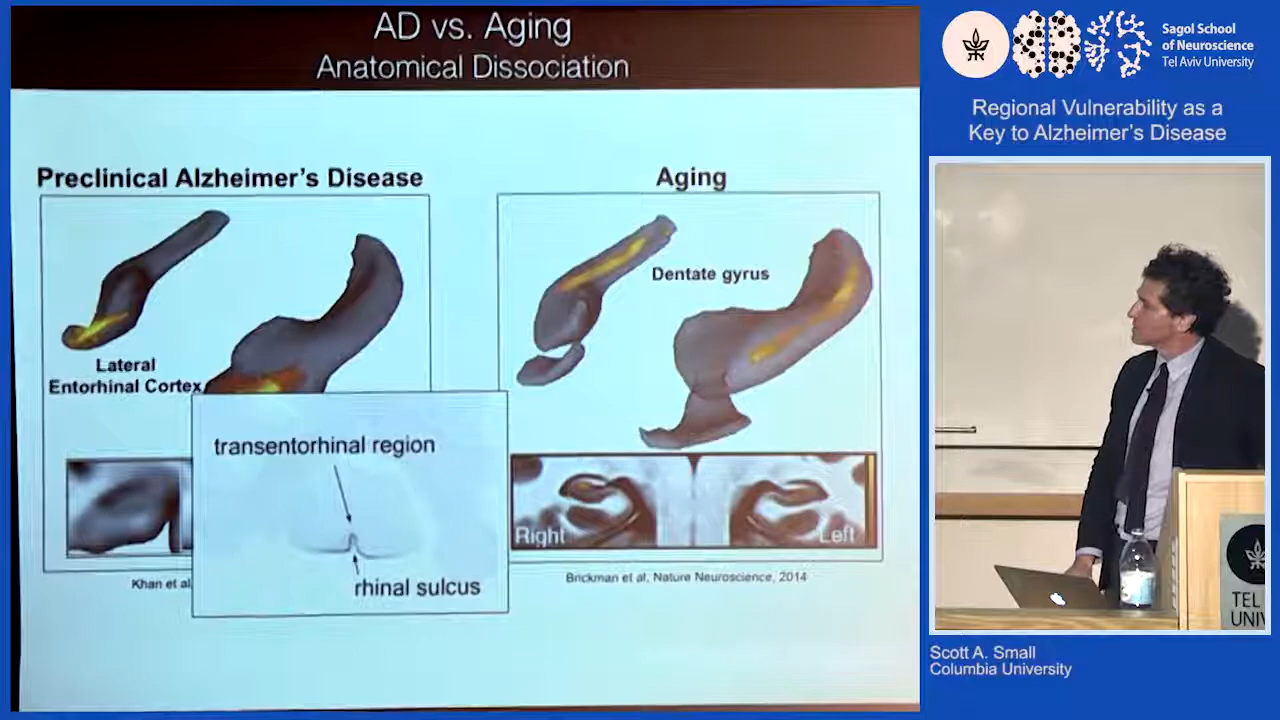 AD vs. Aging
Anatomical Dissociation
Preclinical Alzheimer's Disease
Aging
Dentate gyrus
Lateral
Entorhinal Cortex
transentorhinal region
rhinal sulcus
Right
Left
Khan et al
Brickman et al, Nature Neuroscience, 2014
Sagol School
of Neuroscience
Tel Aviv University
Regional Vulnerability as a
Key to Alzheimer's Disease
TEL
UNIV
Scott A. Small
Columbia University